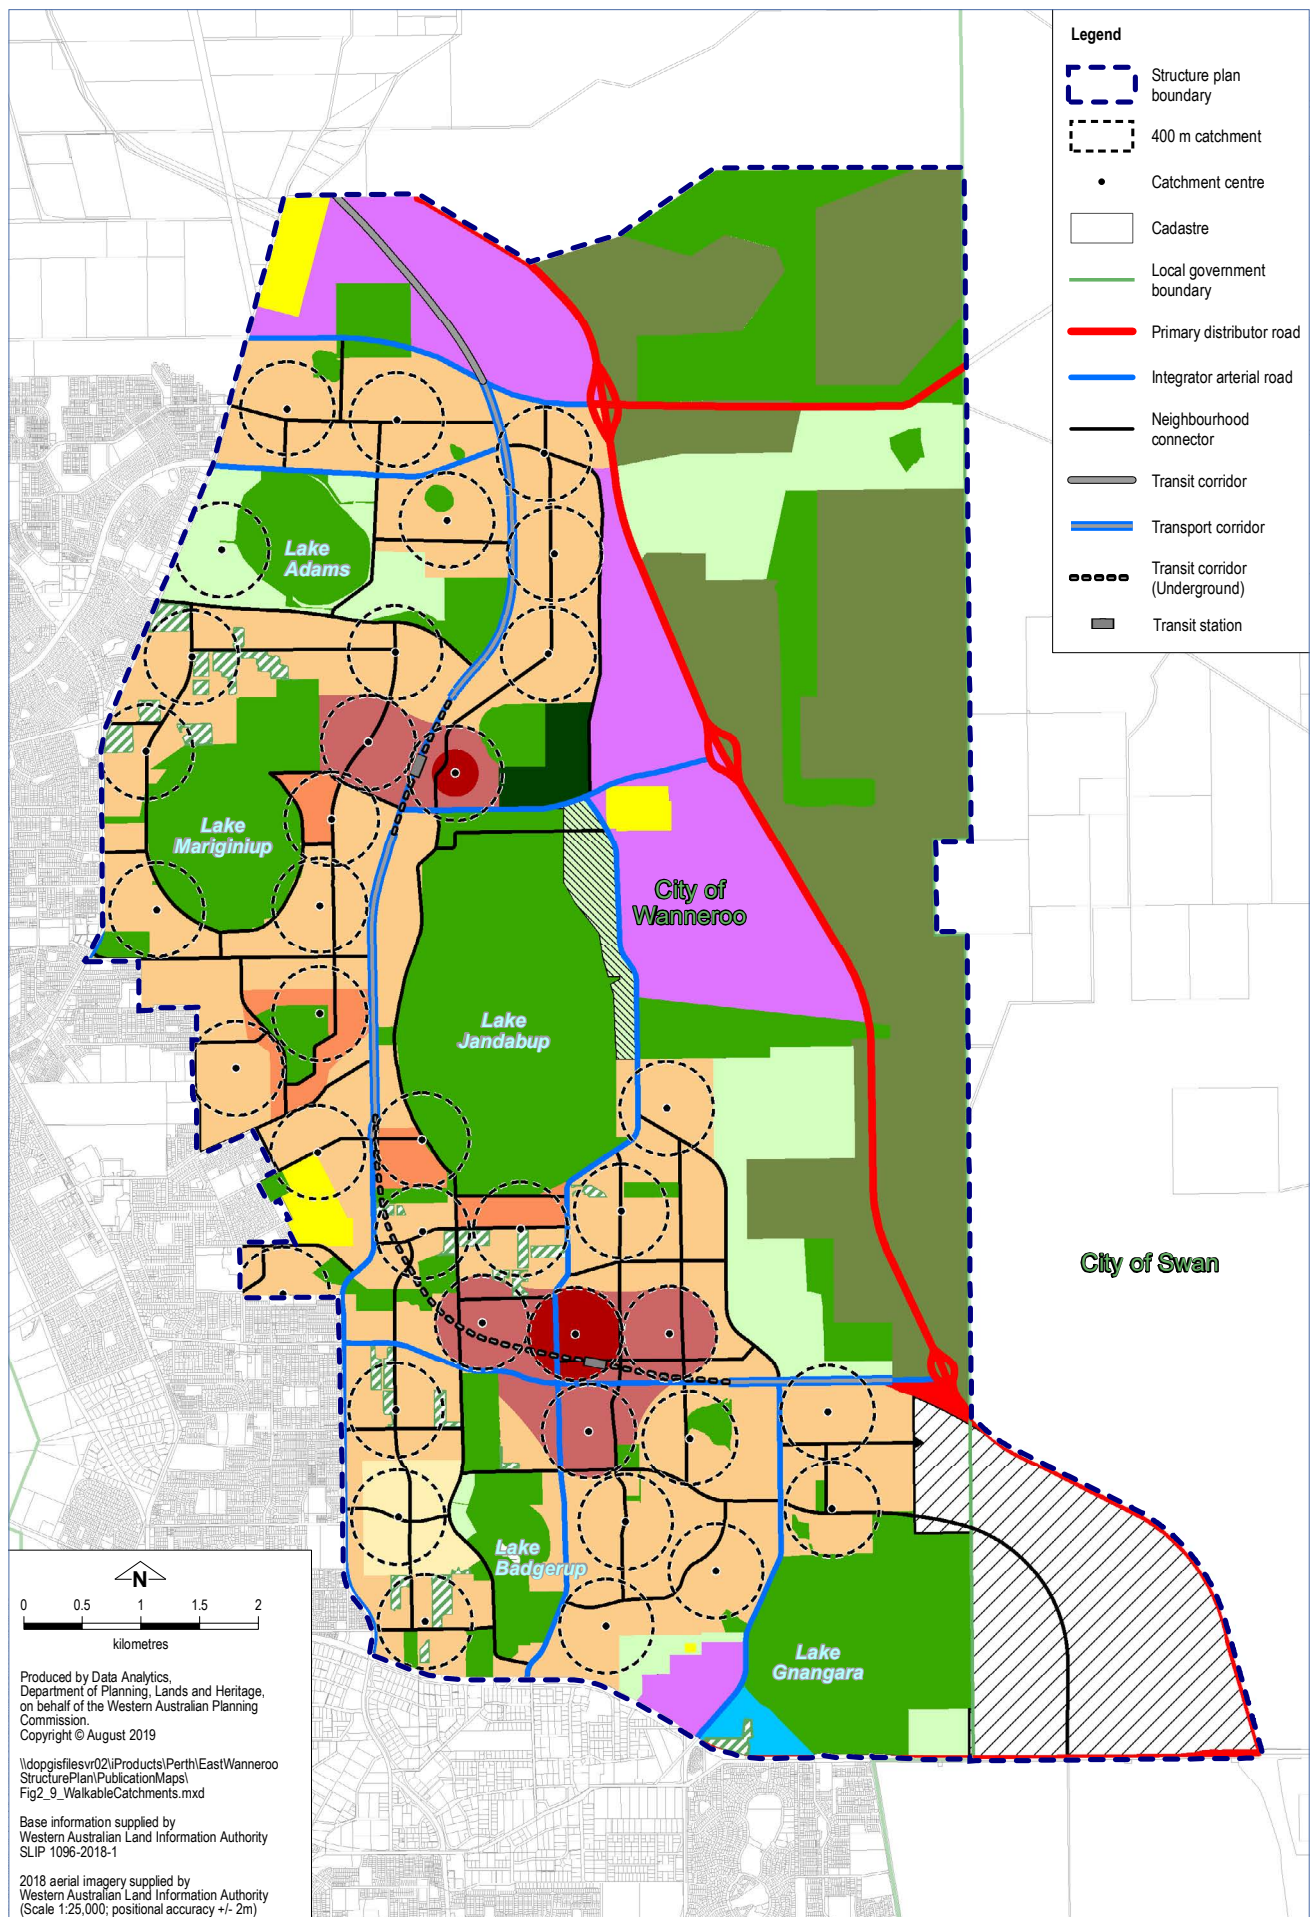 Legend
Structure plan
boundary
400 m catchment
Catchment centre
Cadastre
Local government
boundary
Primary distributor road
Integrator arterial road
Neighbourhood
connector
Transit corridor
Transport corridor
Transit corridor
(Underground)
Transit station
Lake
Adams
Lake
Mariginiup
City of
Wanneroo
Lake
Jandabup
City of Swan
Lake
Badgerup
Lake
Gnangara
N
0 0.5 1 1.5 2
kilometres
Produced by Data Analytics,
Department of Planning, Lands and Heritage,
on behalf of the Western Australian Planning
Commission.
Copyright © August 2019
\\dopgisfilesvr02\iProducts\Perth\EastWanneroo
StructurePlan\PublicationMaps\
Fig2_9_WalkableCatchments.mxd
Base information supplied by
Western Australian Land Information Authority
SLIP 1096-2018-1
2018 aerial imagery supplied by
Western Australian Land Information Authority
(Scale 1:25,000; positional accuracy +/- 2m)